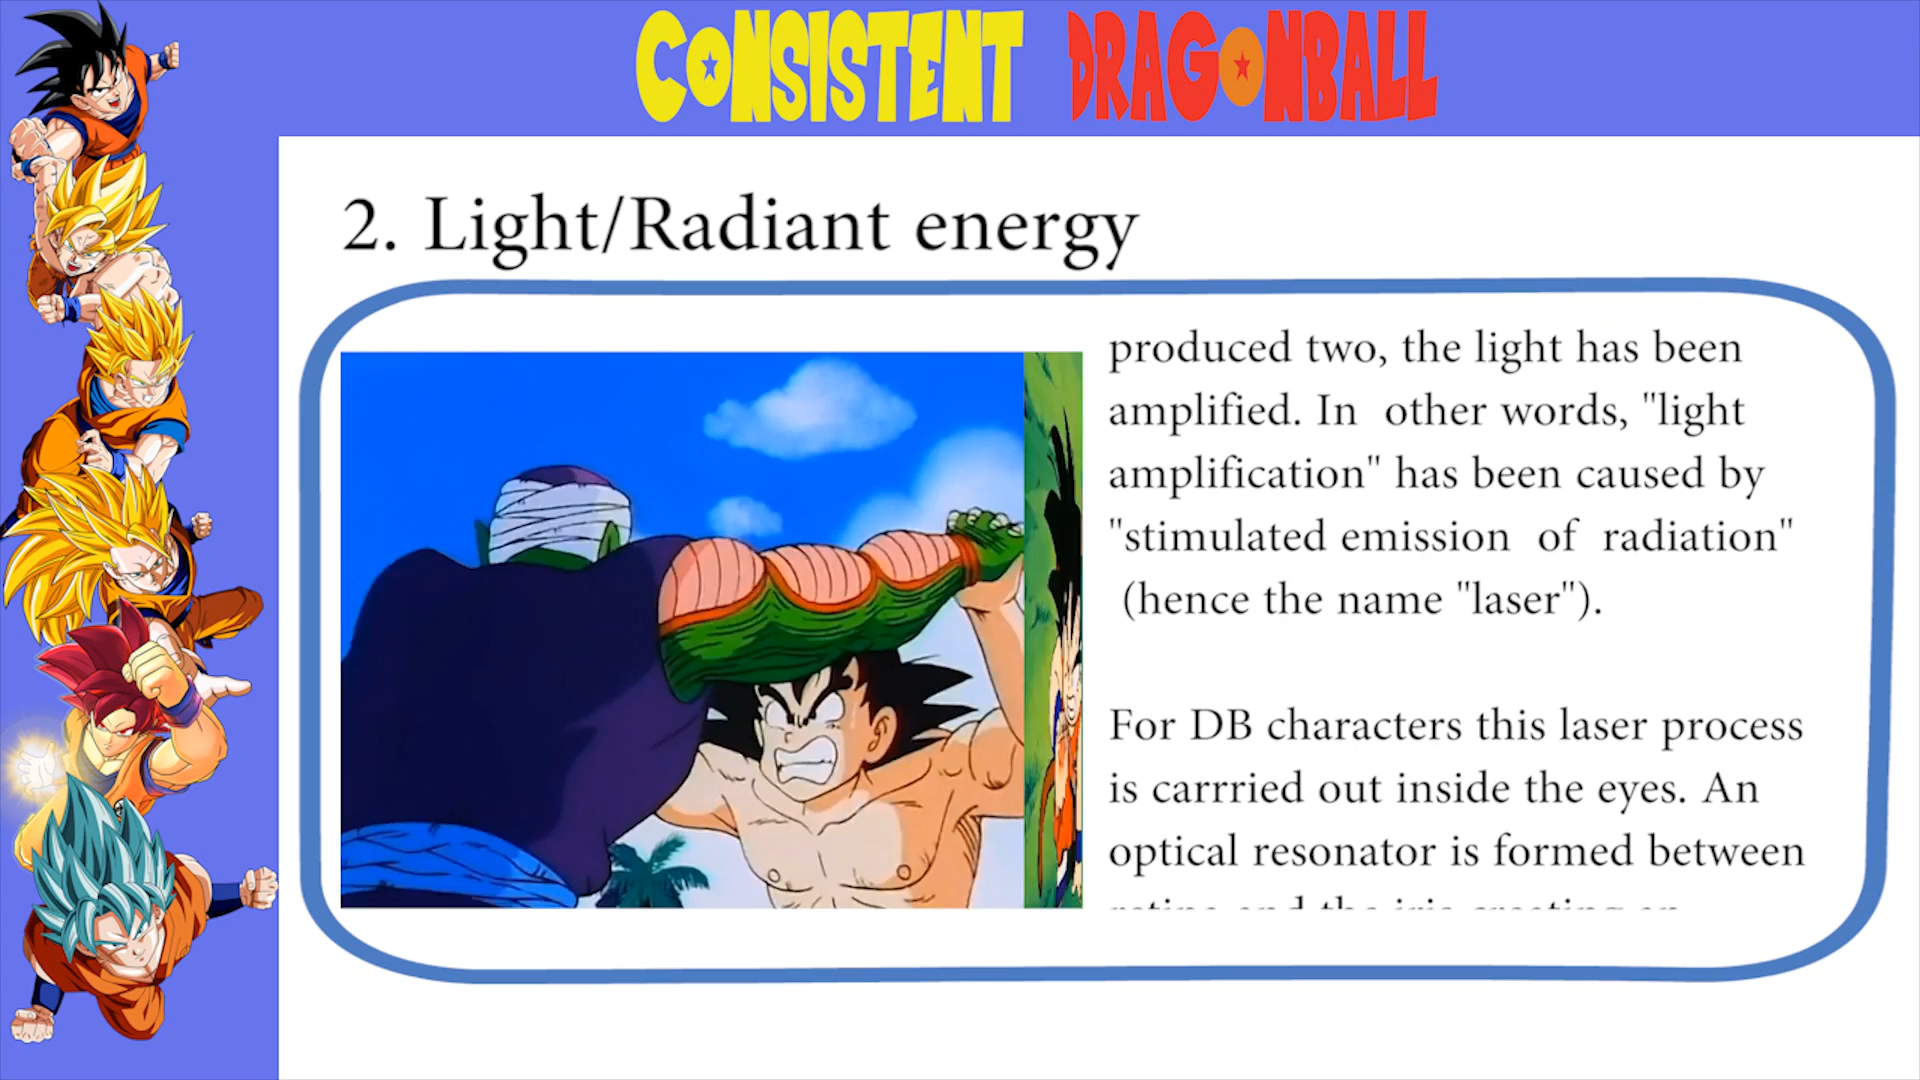 CONSISTENT DRAGONBALL
2. Light/Radiant energy
produced two, the light has been
amplified. In other words, "light
amplification" has been caused by
"stimulated emission of radiation"
(hence the name "laser").
For DB characters this laser process
is carrried out inside the eyes. An
optical resonator is formed between